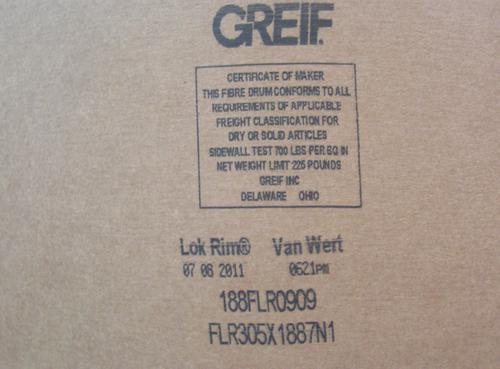 GREIF.
CERTIFICATE OF MAKER
THIS FIBRE DRUM CONFORMS TO ALL
REQUIREMENTS OF APPLICABLE
FREIGHT CLASSIFICATION FOR
DRY OR SOLID ARTICLES
SIDEWALL TEST 700 LBS PER SQ IN
NET WEIGHT LIMIT 225 POUNDS
GREIF INC
DELAWARE OHIO
Lok Rim® Van Wert
07 08 2011 0621PM
188FLR0909
FLR305X1887N1